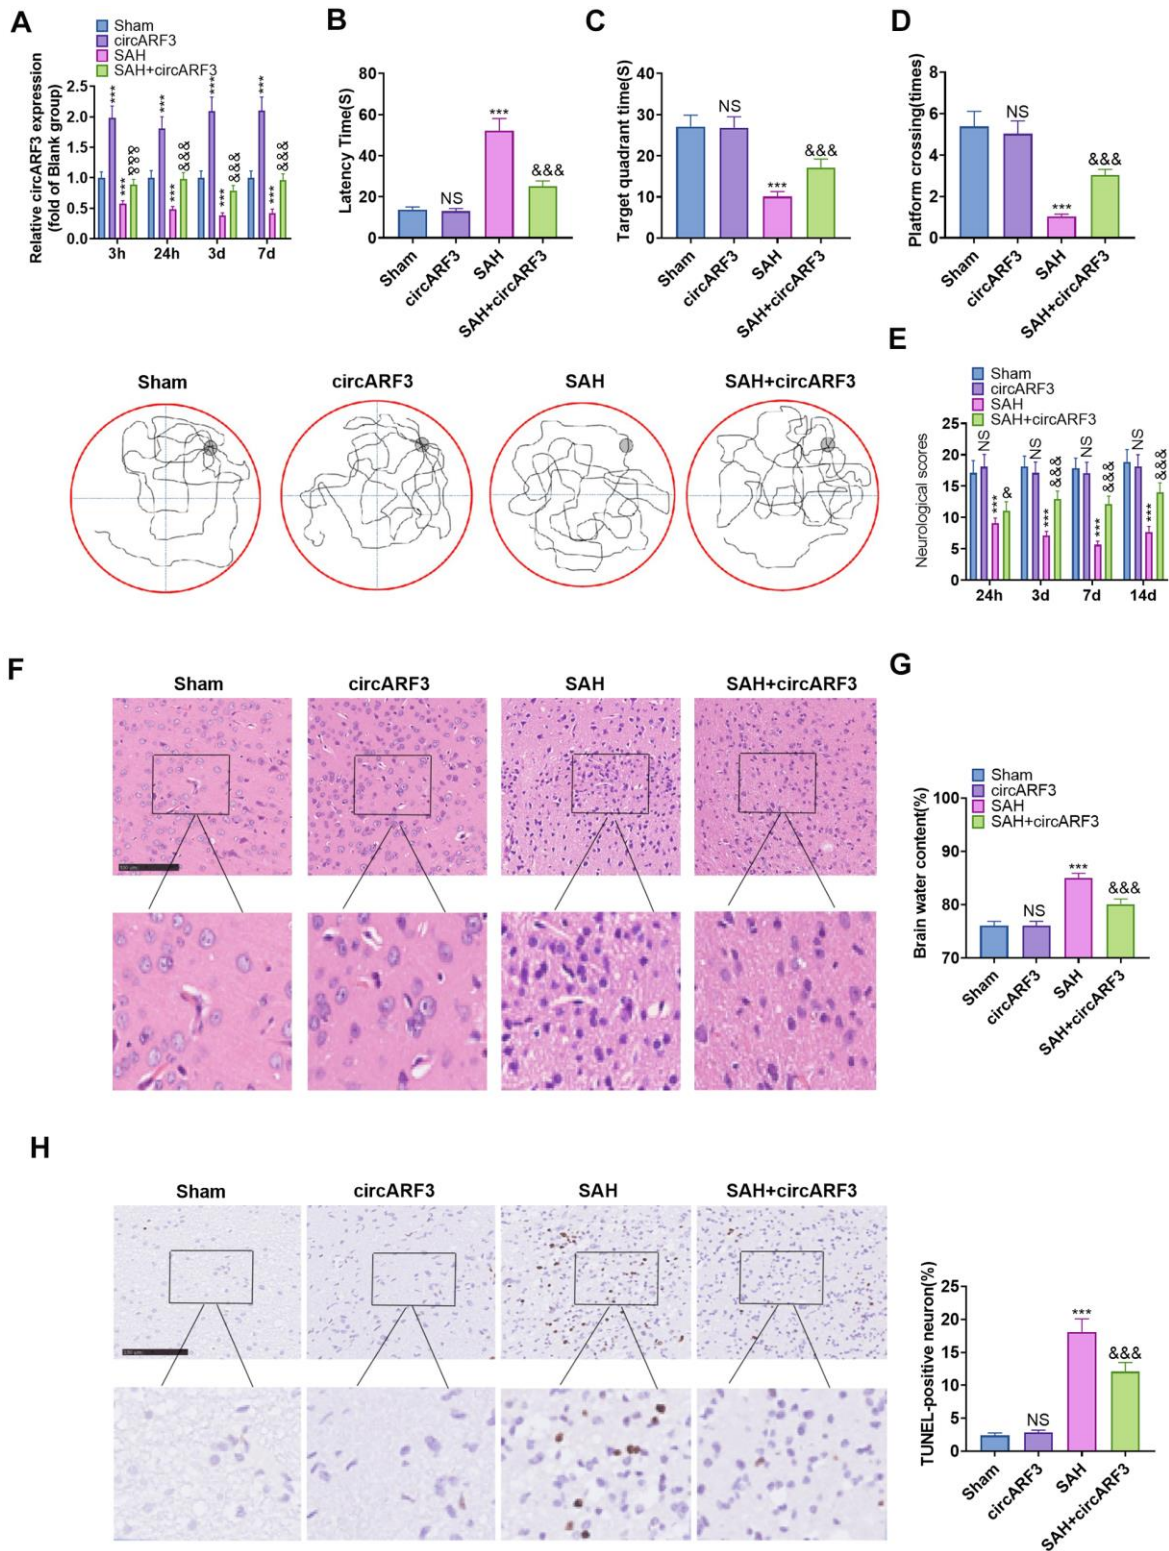 A
Sham
circARF3
SAH
SAH+circARF3
Relative circARF3 expression
(fold of Blank group)
2.5
2.0
1.5
1.0
0.5
0.0
*** *** &&&
*** *** &&&
*** *** &&&
*** *** &&&
3h 24h 3d 7d
B
Latency Time(S)
80
60
40
20
0
NS *** &&&
Sham circARF3 SAH SAH+circARF3
C
Target quadrant time(S)
40
30
20
10
0
NS *** &&&
Sham circARF3 SAH SAH+circARF3
D
Platform crossing(times)
8
6
4
2
0
NS *** &&&
Sham circARF3 SAH SAH+circARF3
Sham circARF3 SAH SAH+circARF3
E
Sham
circARF3
SAH
SAH+circARF3
Neurological scores
25
20
15
10
5
0
NS *** &
NS *** &&&
NS *** &&&
NS *** &&&
24h 3d 7d 14d
F
Sham circARF3 SAH SAH+circARF3
G
Sham
circARF3
SAH
SAH+circARF3
Brain water content(%)
100
90
80
70
NS *** &&&
Sham circARF3 SAH SAH+circARF3
H
Sham circARF3 SAH SAH+circARF3
TUNEL-positive neuron(%)
25
20
15
10
5
0
NS *** &&&
Sham circARF3 SAH SAH+circARF3